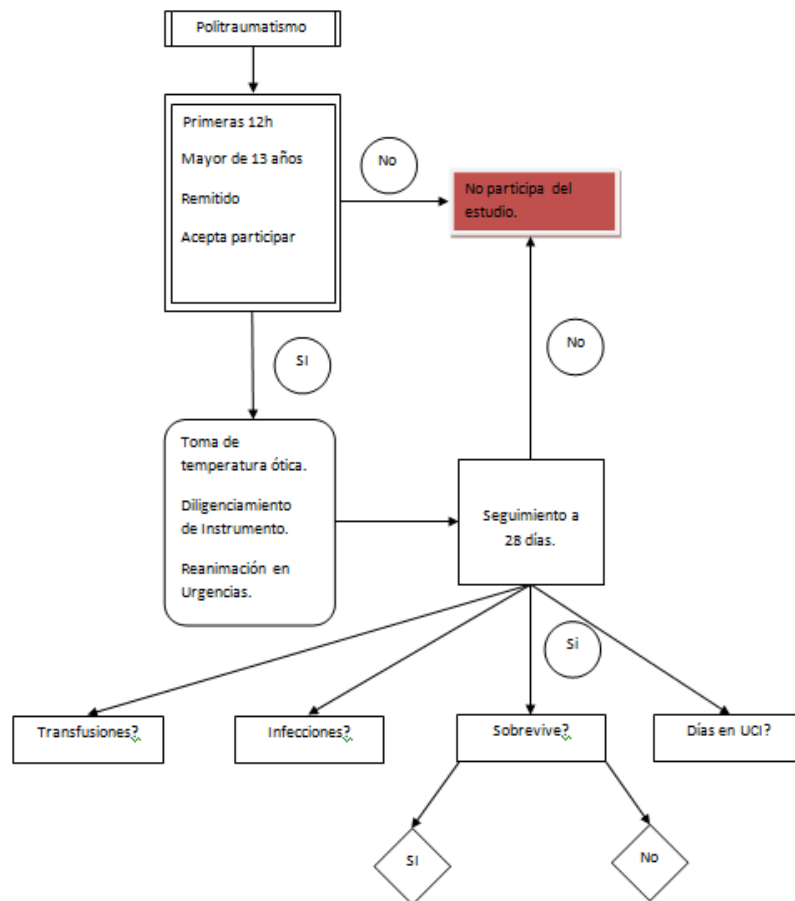 Politraumatismo
Primeras 12h
Mayor de 13 años
Remitido
Acepta participar
No
No participa del
estudio.
SI
No
Toma de
temperatura ótica.
Diligenciamiento
de Instrumento.
Reanimación en
Urgencias.
Seguimiento a
28 días.
Si
Transfusiones?
Infecciones?
Sobrevive?
Días en UCI?
SI
No